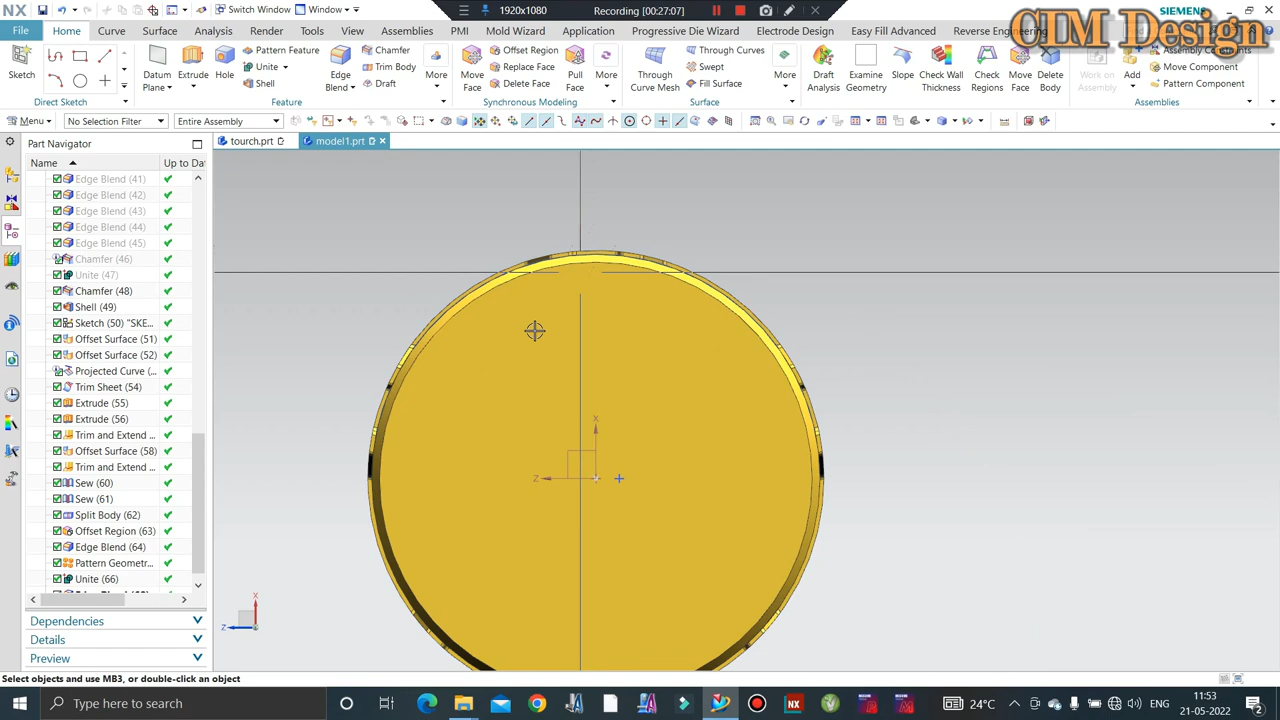 NX Switch Window Window 1920x1080 Recording [00:27:07] SIEMENS
CIM Design
File Home Curve Surface Analysis Render Tools View Assemblies PMI Mold Wizard Application Progressive Die Wizard Electrode Design Easy Fill Advanced Reverse Engineering
Sketch Datum Plane Extrude Hole Pattern Feature Unite Shell Edge Blend Chamfer Trim Body Draft More Move Face Offset Region Replace Face Delete Face Pull Face More Through Curve Mesh Through Curves Swept Fill Surface More Draft Analysis Examine Geometry Slope Check Wall Thickness Check Regions Move Face Delete Body Work on Assembly Add Assembly Constraints Move Component Pattern Component
Direct Sketch Feature Synchronous Modeling Surface Assemblies
Menu No Selection Filter Entire Assembly
Part Navigator tourch.prt model1.prt
Name Up to Dat
Edge Blend (41)
Edge Blend (42)
Edge Blend (43)
Edge Blend (44)
Edge Blend (45)
Chamfer (46)
Unite (47)
Chamfer (48)
Shell (49)
Sketch (50) "SKE...
Offset Surface (51)
Offset Surface (52)
Projected Curve (...
Trim Sheet (54)
Extrude (55)
Extrude (56)
Trim and Extend ...
Offset Surface (58)
Trim and Extend ...
Sew (60)
Sew (61)
Split Body (62)
Offset Region (63)
Edge Blend (64)
Pattern Geometr...
Unite (66)
X
Z
X
Z
Dependencies
Details
Preview
Select objects and use MB3, or double-click an object
Type here to search 24°C ENG 11:53
21-05-2022